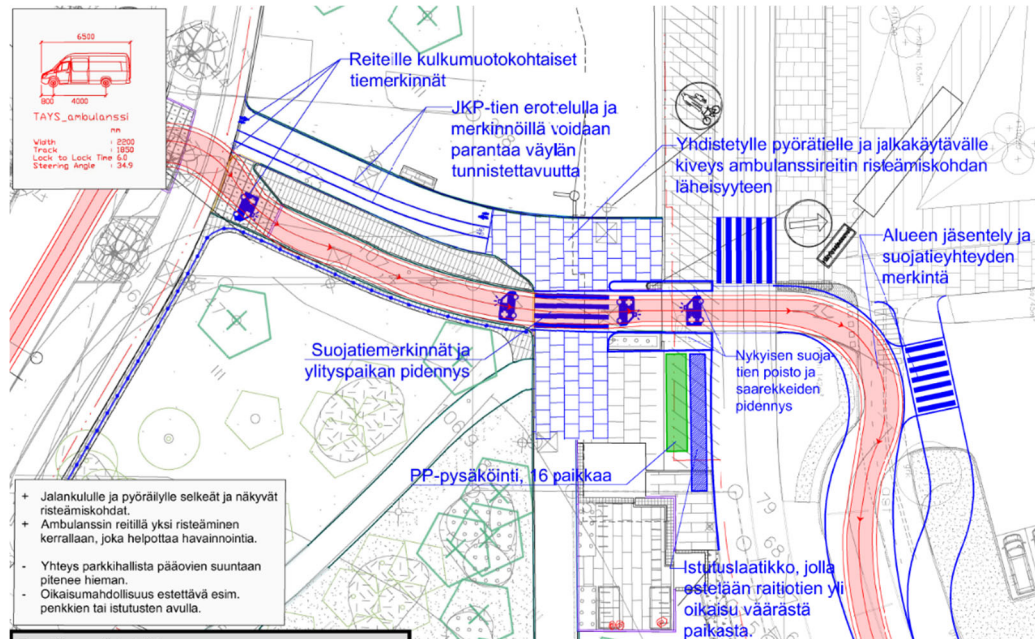 6500
800
4000
TAYS_ambulanssi
mm
Width : 2200
Track : 1850
Lock to Lock Time : 6.0
Steering Angle : 34.9
Reiteille kulkumuotokohtaiset
tiemerkinnät
JKP-tien erottelulla ja
merkinnöillä voidaan
parantaa väylän
tunnistettavuutta
Yhdistetylle pyörätielle ja jalkakäytävälle
kiveys ambulanssireitin risteämiskohdan
läheisyyteen
Alueen jäsentely ja
suojatieyhteyden
merkintä
Suojatiemerkinnät ja
ylityspaikan pidennys
Nykyisen suoja-
tien poisto ja
saarekkeiden
pidennys
PP-pysäköinti, 16 paikkaa
+ Jalankululle ja pyöräilylle selkeät ja näkyvät
risteämiskohdat.
+ Ambulanssin reitillä yksi risteäminen
kerrallaan, joka helpottaa havainnointia.
- Yhteys parkkihallista pääovien suuntaan
pitenee hieman.
- Oikaisumahdollisuus estettävä esim.
penkkien tai istutusten avulla.
Istutuslaatikko, jolla
estelään raitiotien yli
oikaisu väärästä
paikasta.